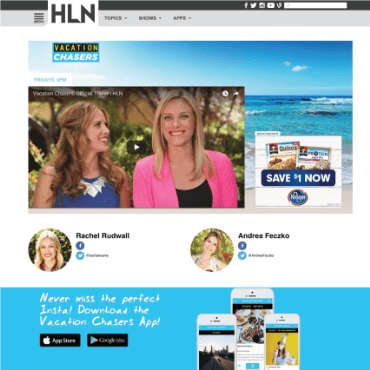 HLN
TOPICS SHOWS APPS
VACATION
CHASERS
FRIDAYS, 9PM
Vacation Chasers Official Trailer | HLN
Quaker
SAVE $1 NOW
Kroger
Rachel Rudwall
Andrea Feczko
@rachelroams
@AndreaFeczko
Never miss the perfect
Insta! Download the
Vacation Chasers App!
App Store Google play